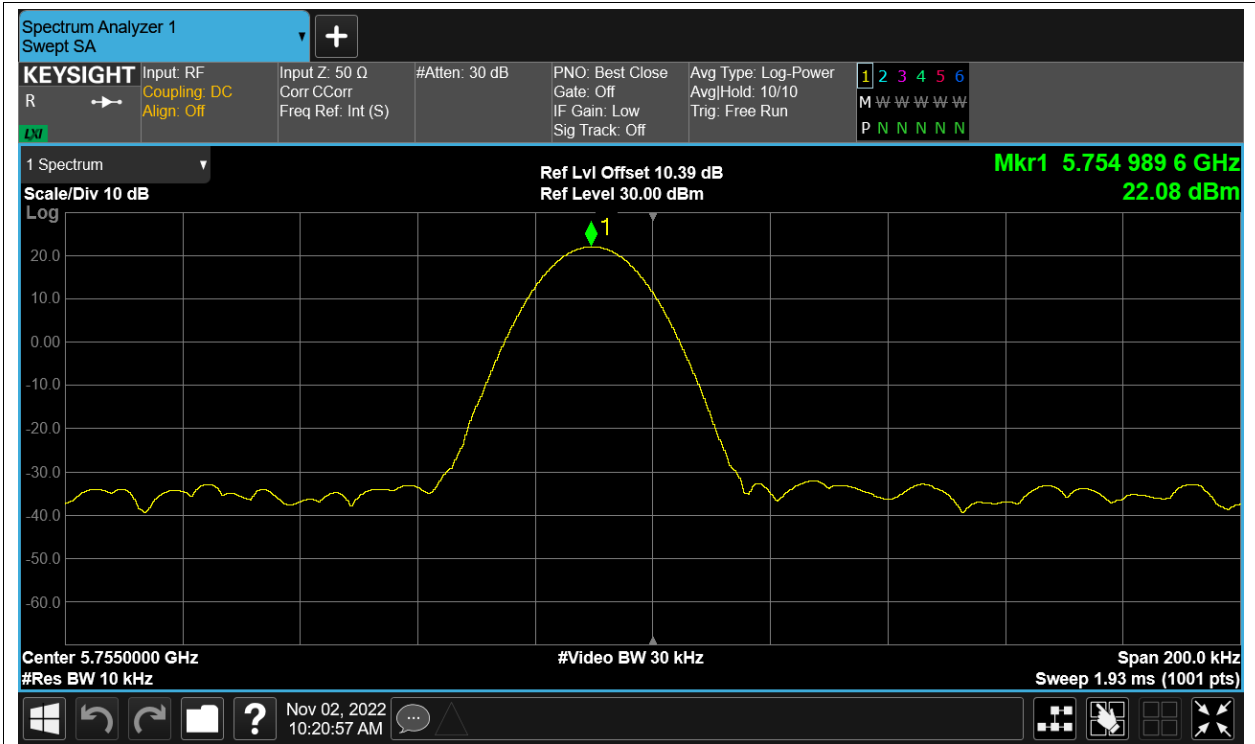 Spectrum Analyzer 1
Swept SA
KEYSIGHT
R
LXI
Input: RF
Coupling: DC
Align: Off
Input Z: 50 Ω
Corr CCorr
Freq Ref: Int (S)
#Atten: 30 dB
PNO: Best Close
Gate: Off
IF Gain: Low
Sig Track: Off
Avg Type: Log-Power
Avg|Hold: 10/10
Trig: Free Run
1 2 3 4 5 6
M W W W W W
P N N N N N
1 Spectrum
Scale/Div 10 dB
Log
Ref Lvl Offset 10.39 dB
Ref Level 30.00 dBm
Mkr1 5.754 989 6 GHz
22.08 dBm
1
20.0
10.0
0.00
-10.0
-20.0
-30.0
-40.0
-50.0
-60.0
Center 5.7550000 GHz
#Video BW 30 kHz
Span 200.0 kHz
#Res BW 10 kHz
Sweep 1.93 ms (1001 pts)
?
Nov 02, 2022
10:20:57 AM